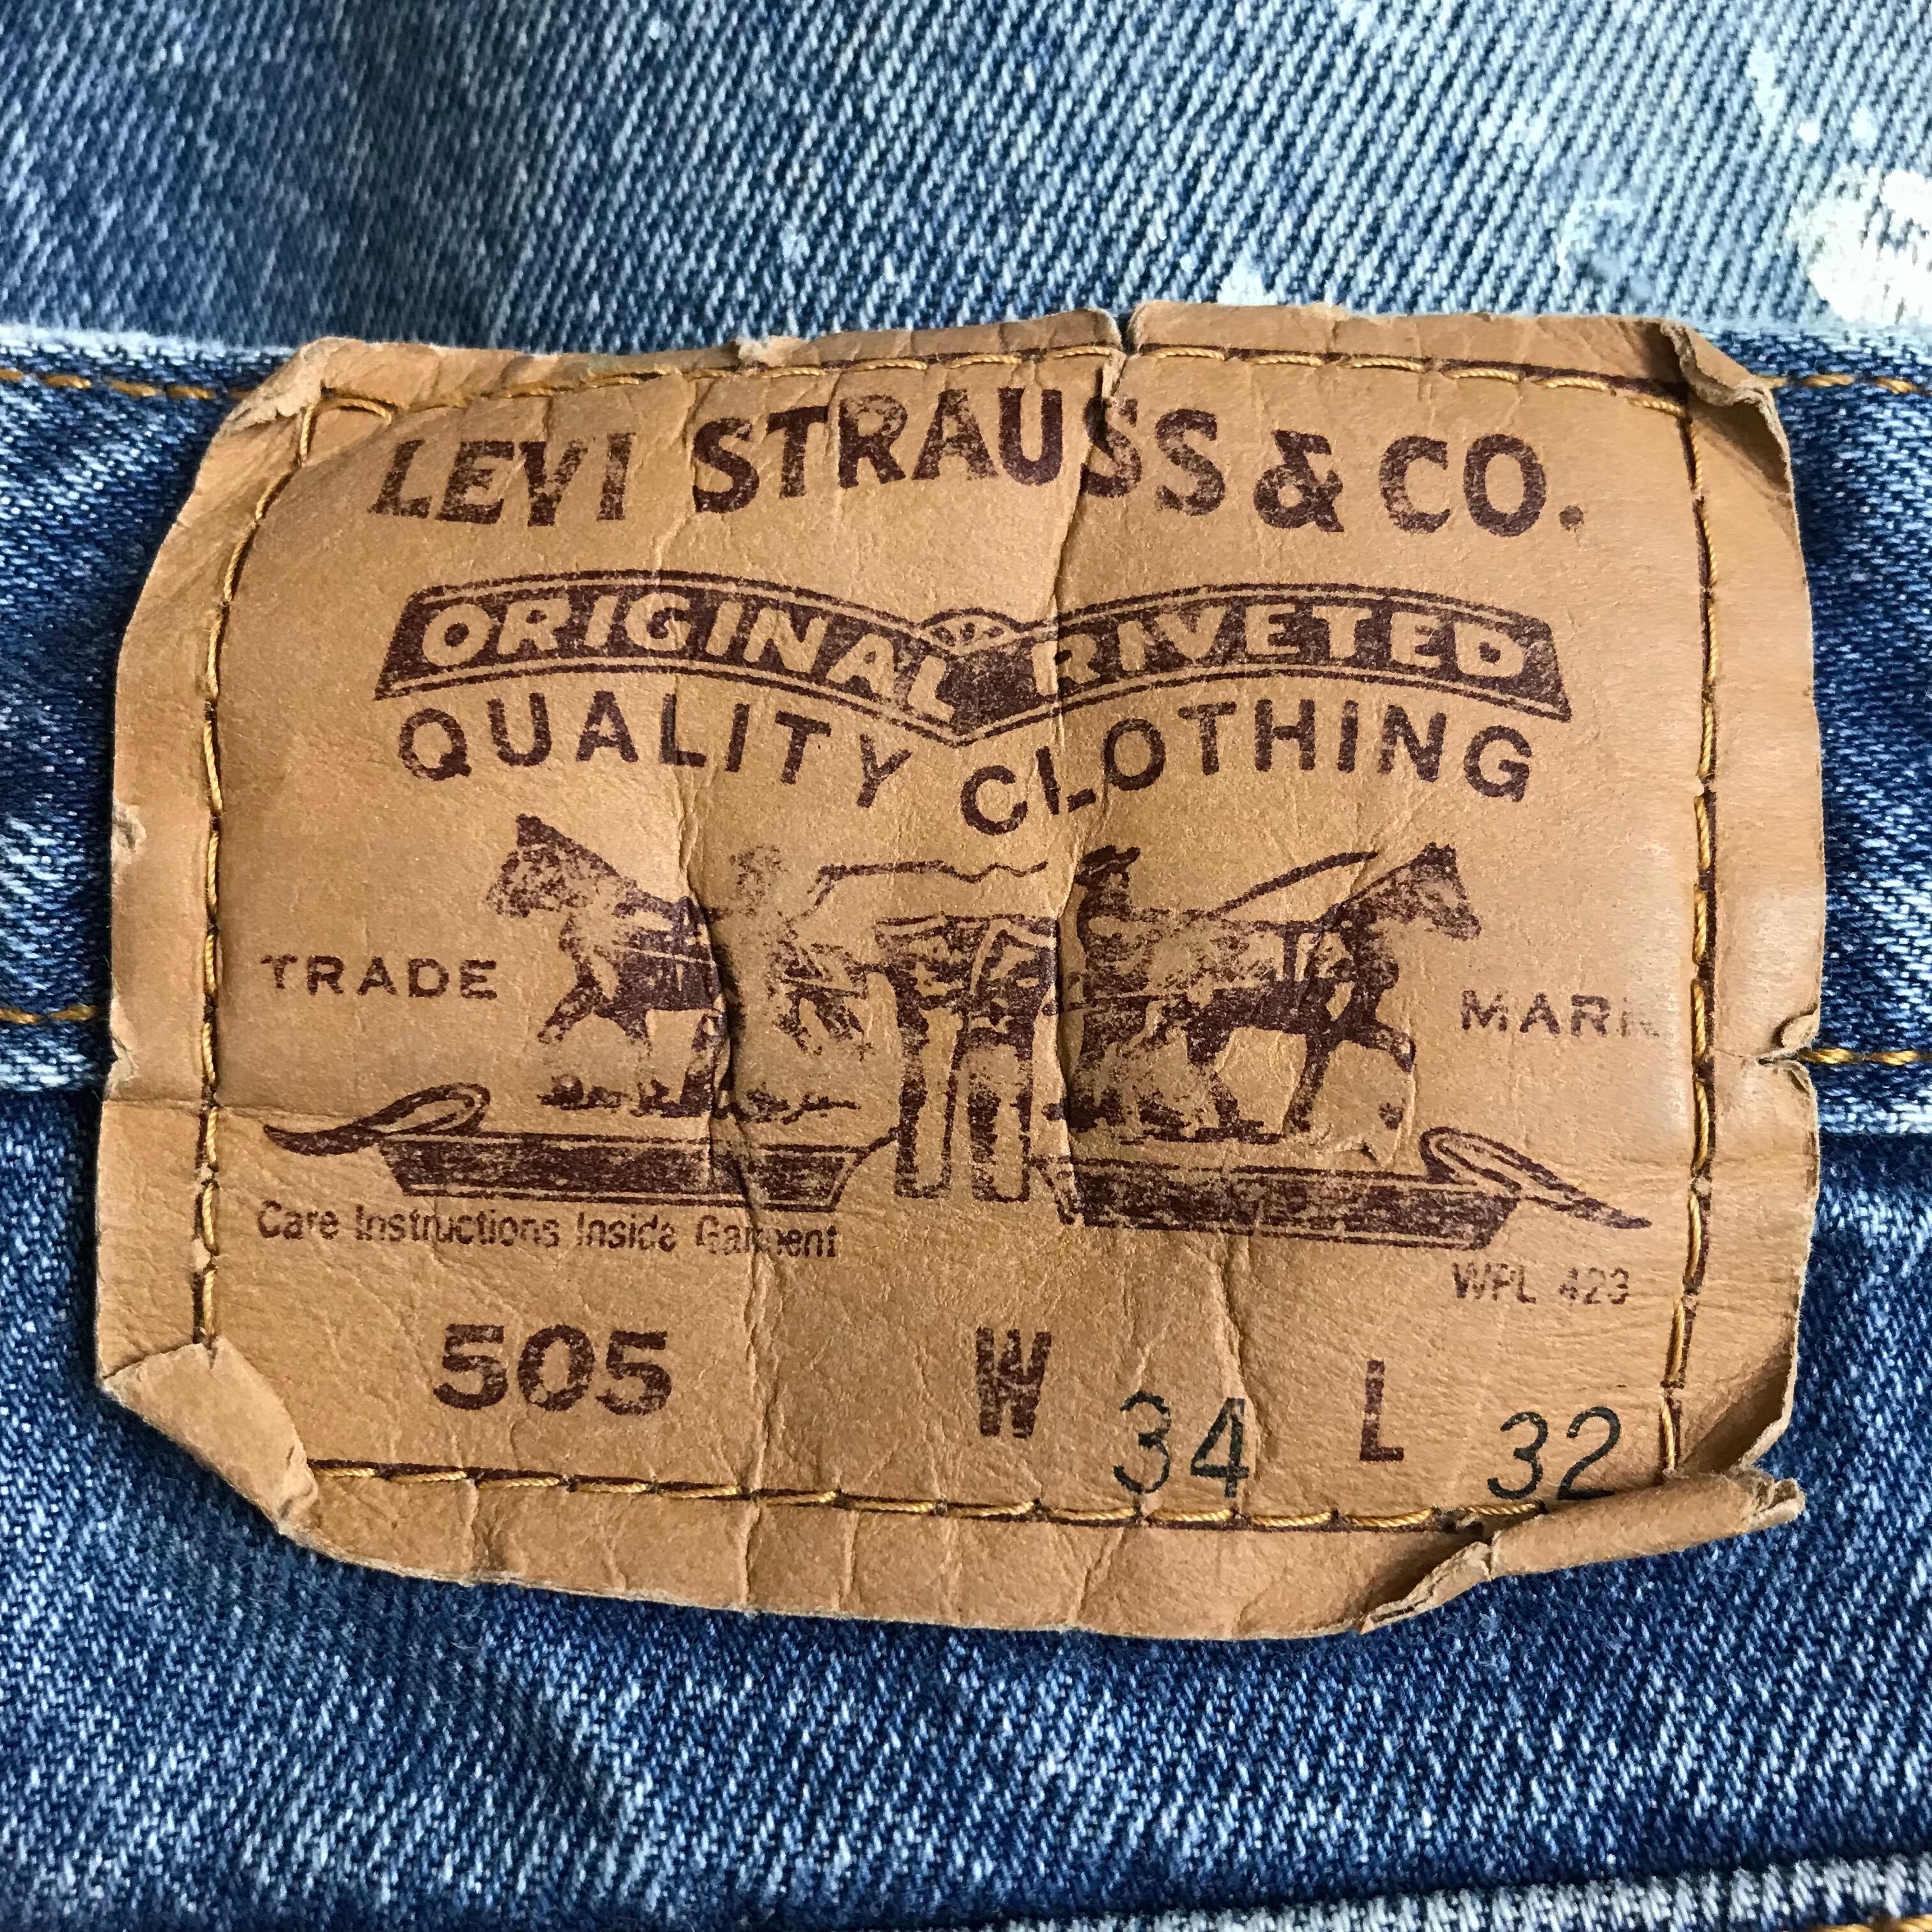 LEVI STRAUSS & CO.
ORIGINAL RIVETED
QUALITY CLOTHING
TRADE MARK
Care Instructions Inside Garment
WPL 423
505 W 34 L 32